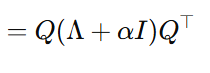 = Q(Λ + αI)Q⊤